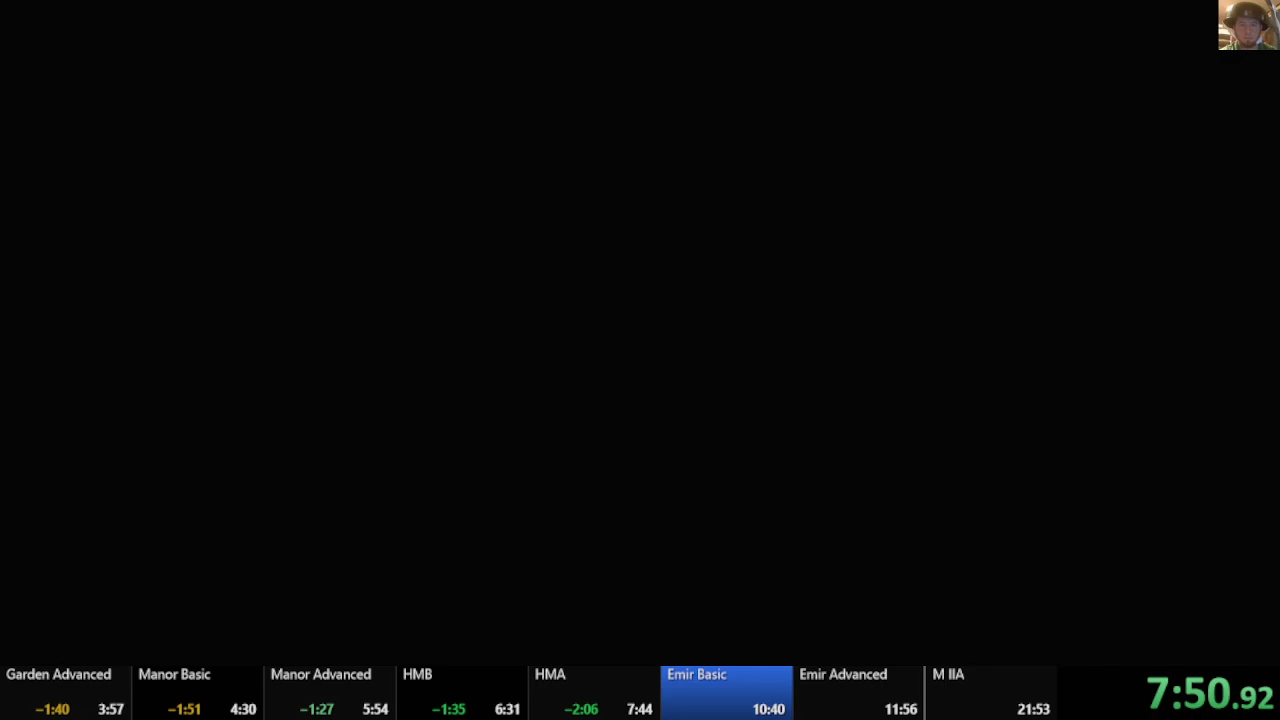 Garden Advanced Manor Basic Manor Advanced HMB HMA Emir Basic Emir Advanced M IIA
−1:40 3:57 −1:51 4:30 −1:27 5:54 −1:35 6:31 −2:06 7:44 10:40 11:56 21:53 7:50.92